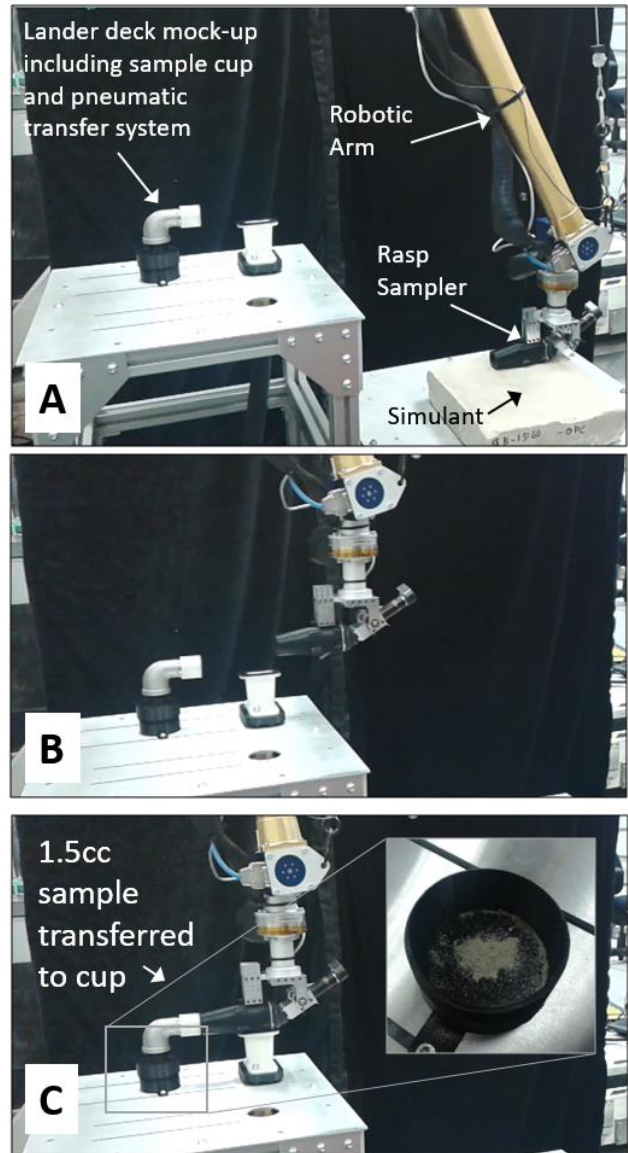 Lander deck mock-up
including sample cup
and pneumatic
transfer system
Robotic
Arm
Rasp
Sampler
Simulant
A
B
1.5cc
sample
transferred
to cup
C